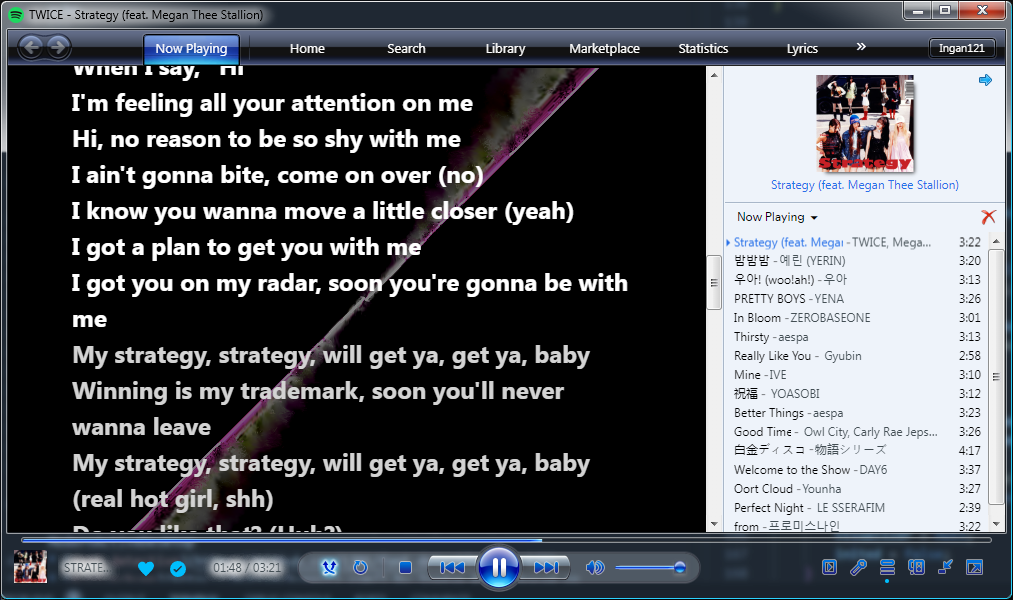 TWICE - Strategy (feat. Megan Thee Stallion)
Now Playing Home Search Library Marketplace Statistics Lyrics » Ingan121
When I say, "Hi"
I'm feeling all your attention on me
Hi, no reason to be so shy with me
I ain't gonna bite, come on over (no)
I know you wanna move a little closer (yeah)
I got a plan to get you with me
I got you on my radar, soon you're gonna be with
me
My strategy, strategy, will get ya, get ya, baby
Winning is my trademark, soon you'll never
wanna leave
My strategy, strategy, will get ya, get ya, baby
(real hot girl, shh)
Do you like that? (Huh?)
Strategy
Strategy (feat. Megan Thee Stallion)
Now Playing
Strategy (feat. Megan - TWICE, Mega... 3:22
밤밤밤 - 예린 (YERIN) 3:20
우아! (woo!ah!) - 우아 3:13
PRETTY BOYS - YENA 3:26
In Bloom - ZEROBASEONE 3:01
Thirsty - aespa 3:13
Really Like You - Gyubin 2:58
Mine - IVE 3:10
祝福 - YOASOBI 3:12
Better Things - aespa 3:23
Good Time - Owl City, Carly Rae Jeps... 3:26
白金ディスコ - 物語シリーズ 4:17
Welcome to the Show - DAY6 3:37
Oort Cloud - Younha 3:27
Perfect Night - LE SSERAFIM 2:39
from - 프로미스나인 3:22
STRATE... 01:48 / 03:21